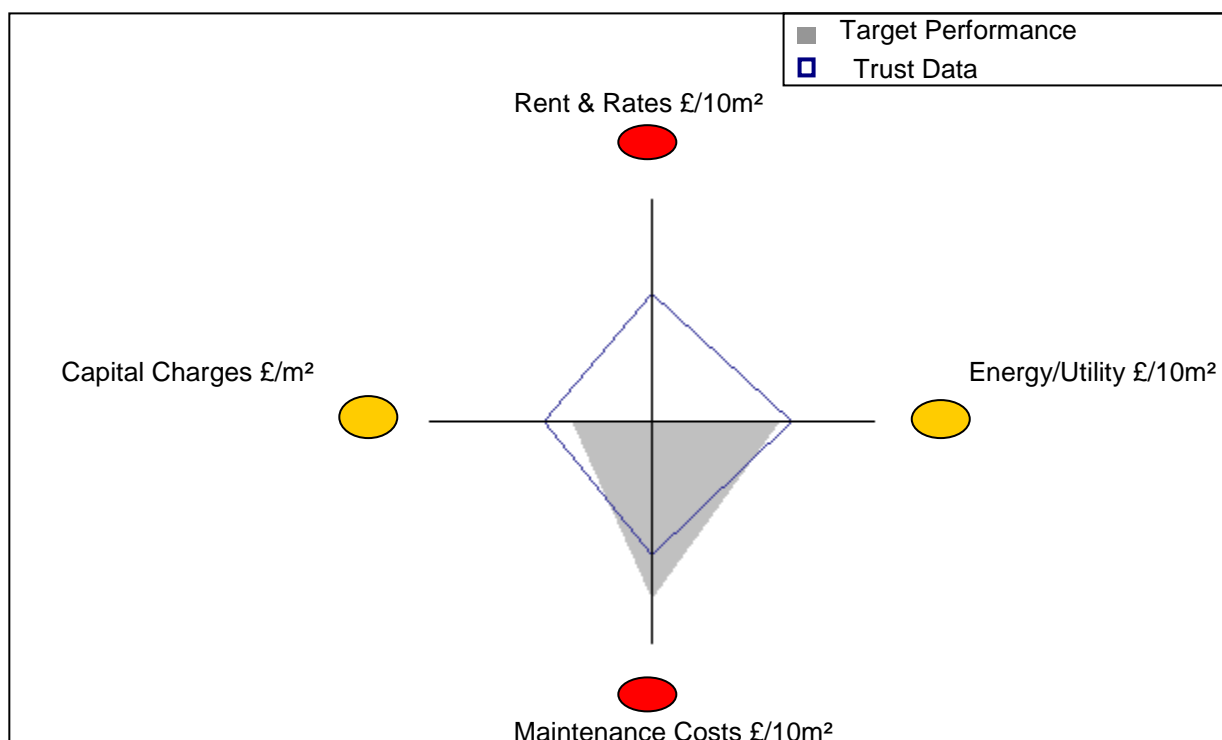 Target Performance
Trust Data
Rent & Rates £/10m²
Capital Charges £/m²
Energy/Utility £/10m²
Maintenance Costs £/10m²